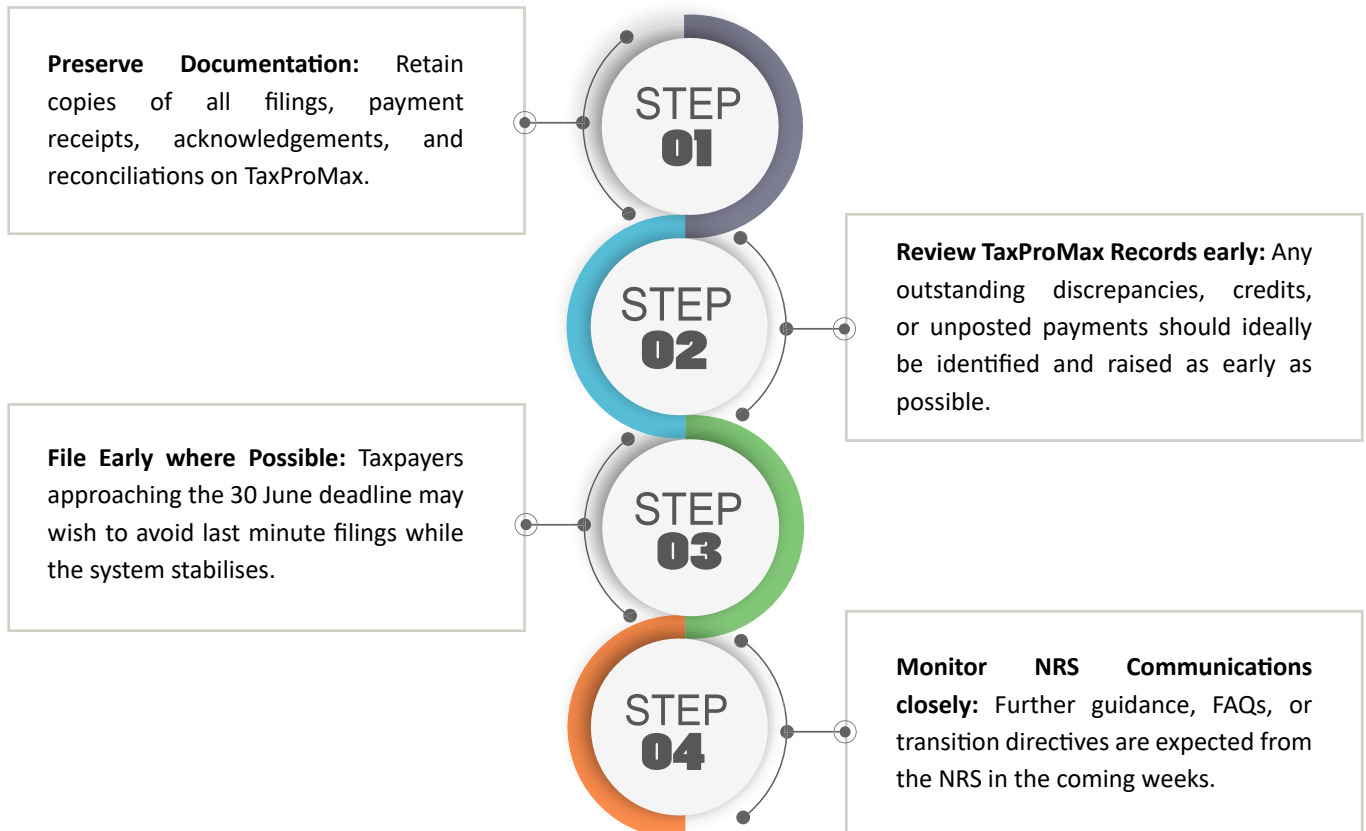 Preserve Documentation: Retain
copies of all filings, payment
receipts, acknowledgements, and
reconciliations on TaxProMax.
STEP
01
STEP
02
Review TaxProMax Records early: Any
outstanding discrepancies, credits,
or unposted payments should ideally
be identified and raised as early as
possible.
File Early where Possible: Taxpayers
approaching the 30 June deadline may
wish to avoid last minute filings while
the system stabilises.
STEP
03
STEP
04
Monitor NRS Communications
closely: Further guidance, FAQs, or
transition directives are expected from
the NRS in the coming weeks.